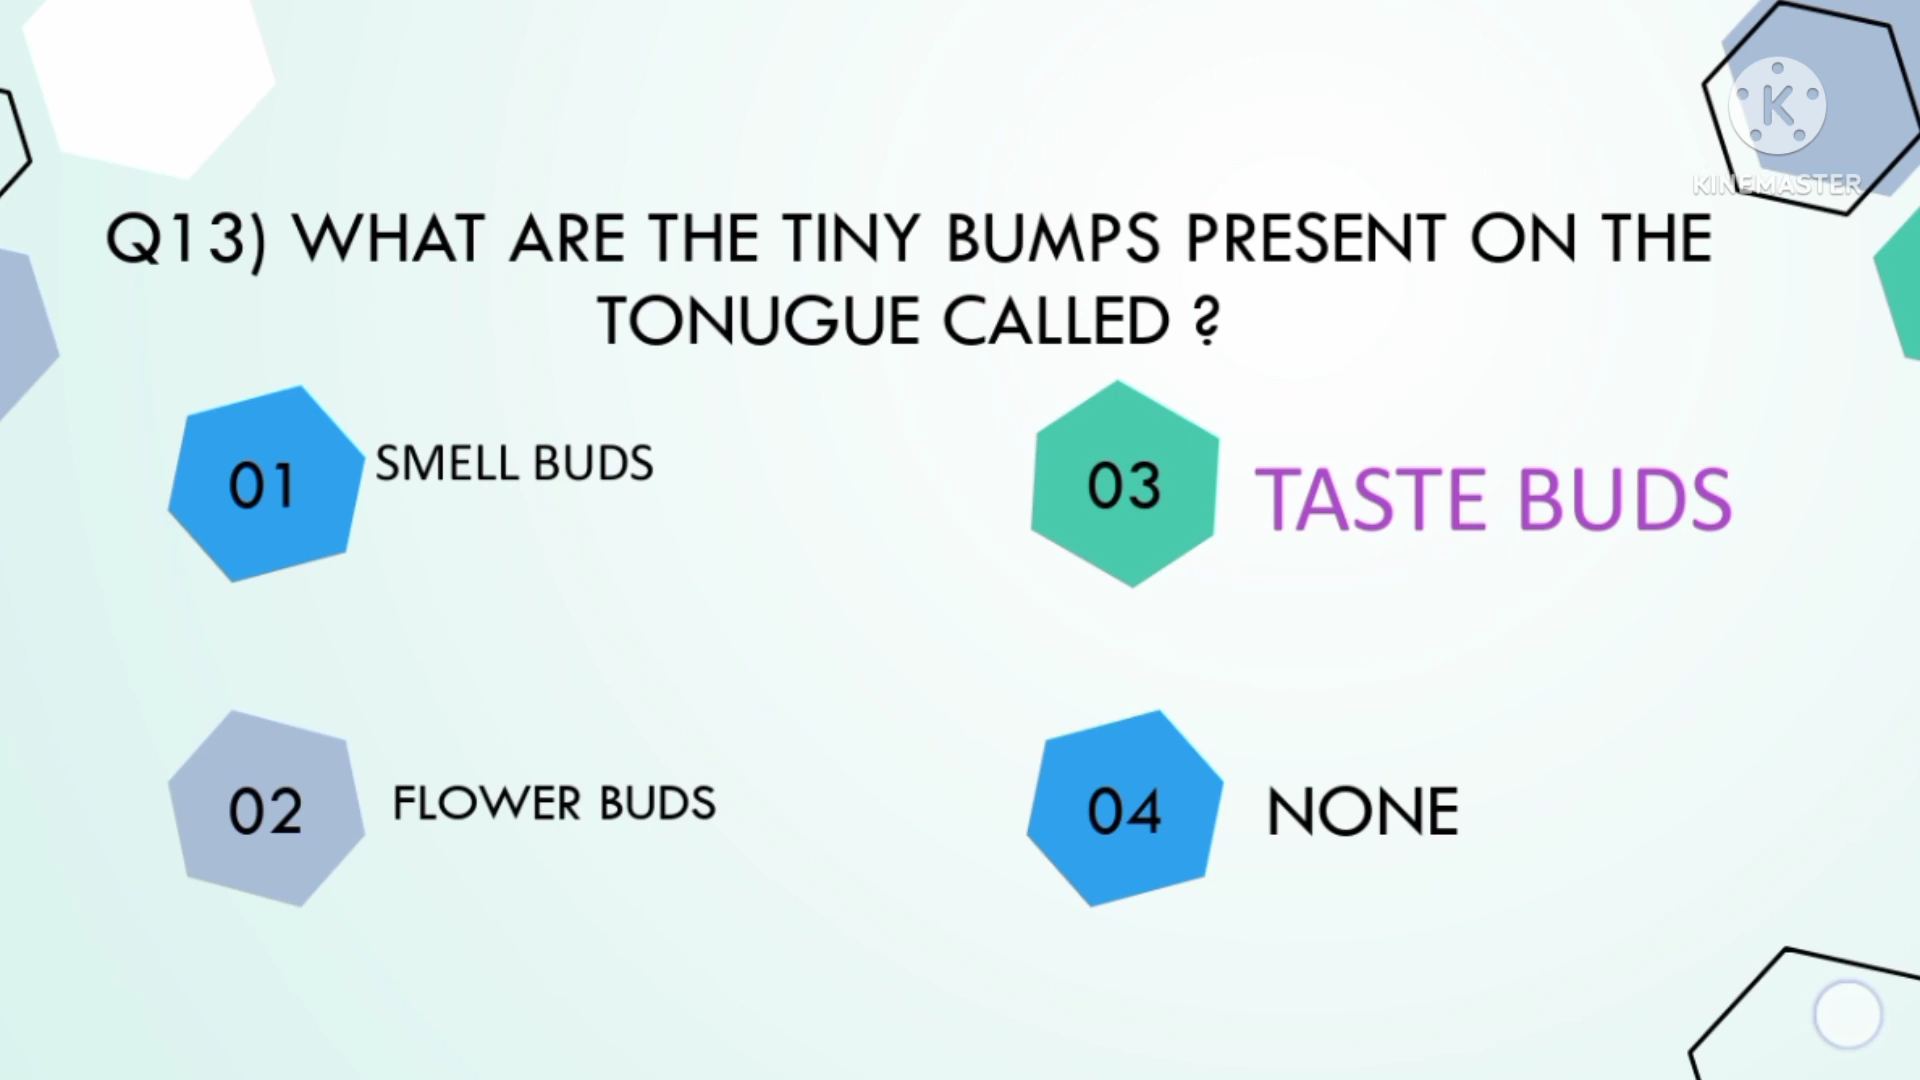 K
KINEMASTER
Q13) WHAT ARE THE TINY BUMPS PRESENT ON THE
TONUGUE CALLED ?
01 SMELL BUDS
03 TASTE BUDS
02 FLOWER BUDS
04 NONE